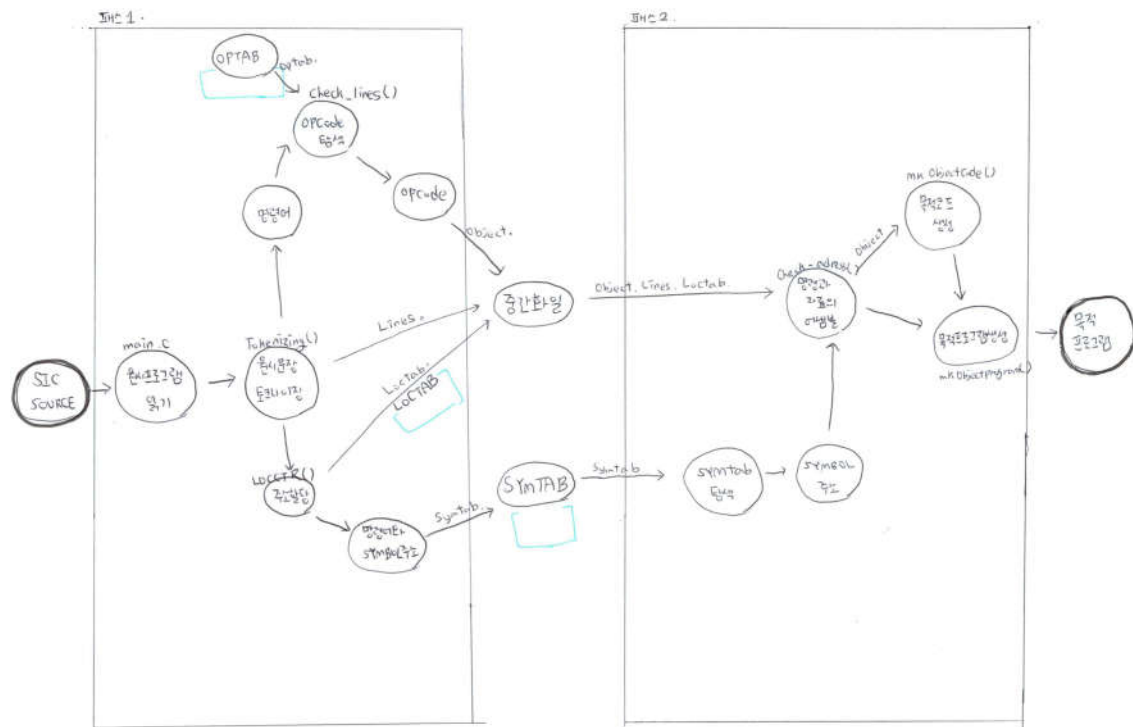 패스 1.
OPTAB
optab.
check_lines()
OPCode
탐색
명령어
OPCode
Object.
SIC
SOURCE
main.c
원시프로그램
읽기
Tokenizing()
원시문장
토크나이징
Lines.
Loctab.
LOCTAB
LOCCTR()
주소할당
명령어와
SYMBOL주소
Symtab.
중간화일
SYMTAB
Object. Lines. Loctab.
Symtab
패스 2.
symtab
탐색
SYMBOL
주소
명령과
자료의
어셈블
Object
mkObjectCode()
목적코드
생성
목적프로그램생성
목적
프로그램